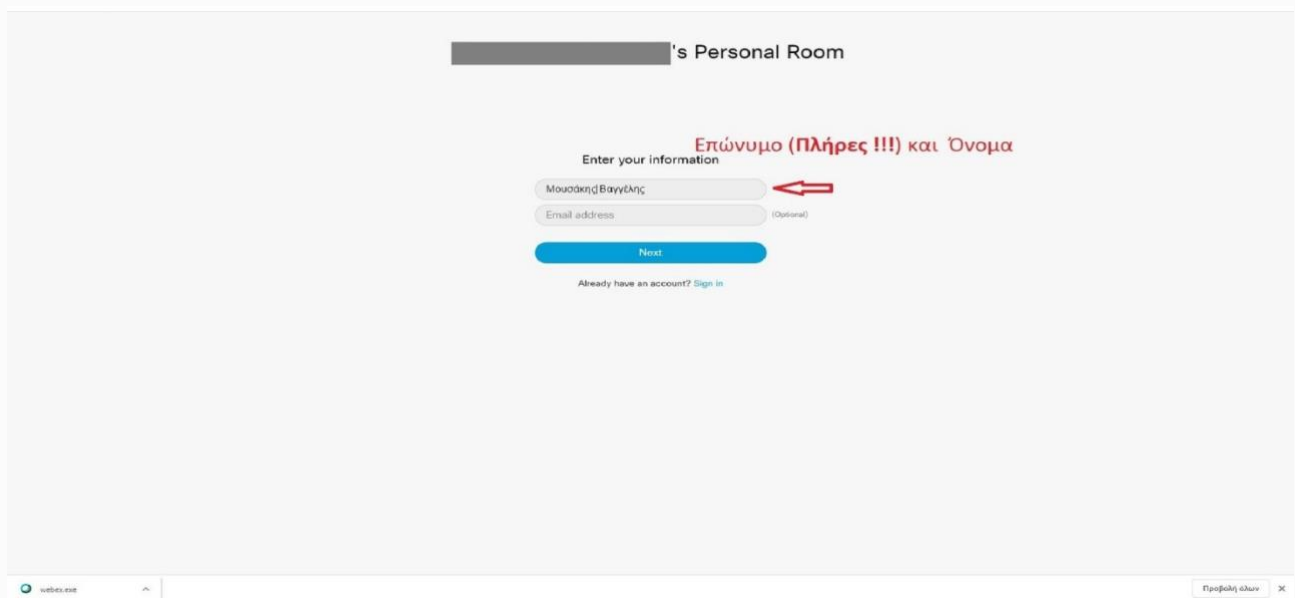 's Personal Room
Επώνυμο (Πλήρες !!!) και Όνομα
Enter your information
Μουσάκης Βαγγέλης
Email address
(Optional)
Next
Already have an account? Sign in
webex.exe
Προβολή όλων